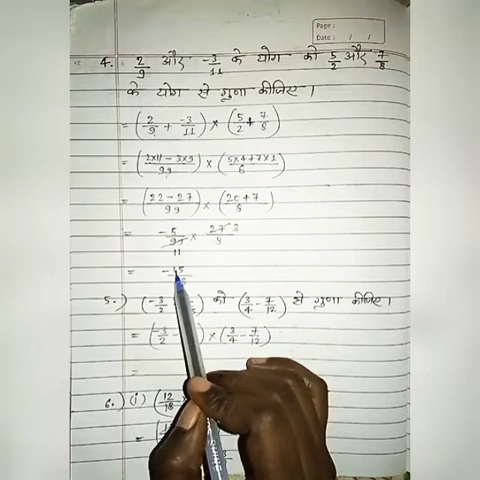 Page:
Date: / /
4. 2/9 और -3/11 के योग को 5/2 और 7/8
के योग से गुणा कीजिए ।
= (2/9 + -3/11) × (5/2 + 7/8)
= (2×11 - 3×9/99) × (5×4+7×1/8)
= (22-27/99) × (20+7/8)
= -5/99 × 27 3/8
11
= -15
5.) (-3/2 को (3/4 - 7/12) से गुणा कीजिए ।
= (-3/2 - ) × (3/4 - 7/12)
=
6.) (i) (12/18
= (